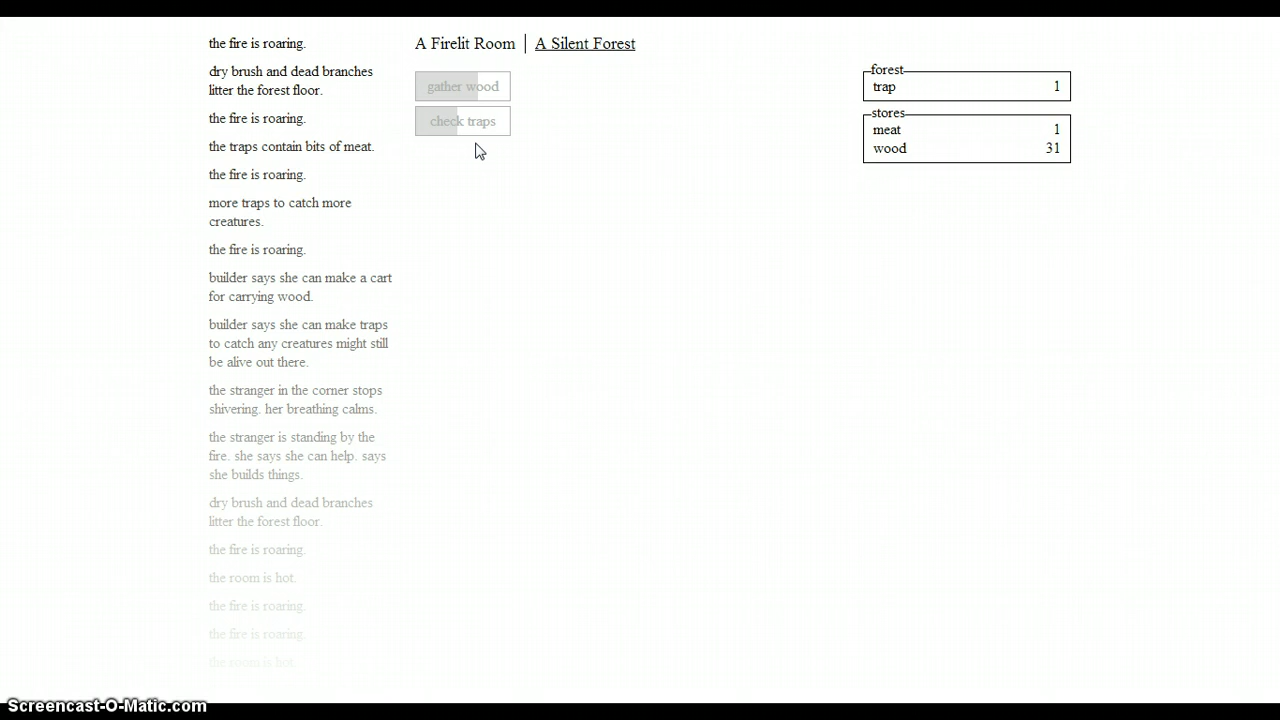 the fire is roaring.
dry brush and dead branches
litter the forest floor.
the fire is roaring.
the traps contain bits of meat.
the fire is roaring.
more traps to catch more
creatures.
the fire is roaring.
builder says she can make a cart
for carrying wood.
builder says she can make traps
to catch any creatures might still
be alive out there.
the stranger in the corner stops
shivering. her breathing calms.
the stranger is standing by the
fire. she says she can help. says
she builds things.
dry brush and dead branches
litter the forest floor.
the fire is roaring.
the room is hot.
the fire is roaring.
the fire is roaring.
the room is hot.
A Firelit Room | A Silent Forest
gather wood
check traps
forest
trap 1
stores
meat 1
wood 31
Screencast-O-Matic.com